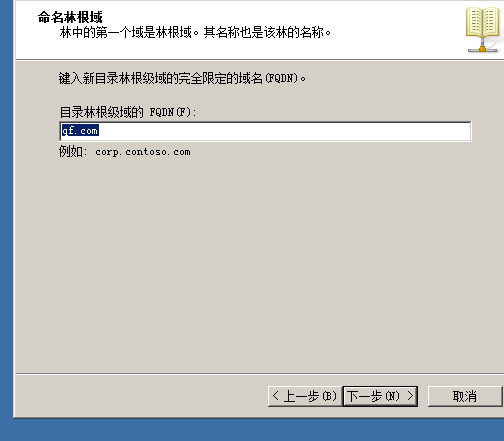 命名林根域
林中的第一个域是林根域。其名称也是该林的名称。
键入新目录林根级域的完全限定的域名(FQDN)。
目录林根级域的 FQDN(F):
gf.com
例如: corp.contoso.com
< 上一步(B) 下一步(N) > 取消